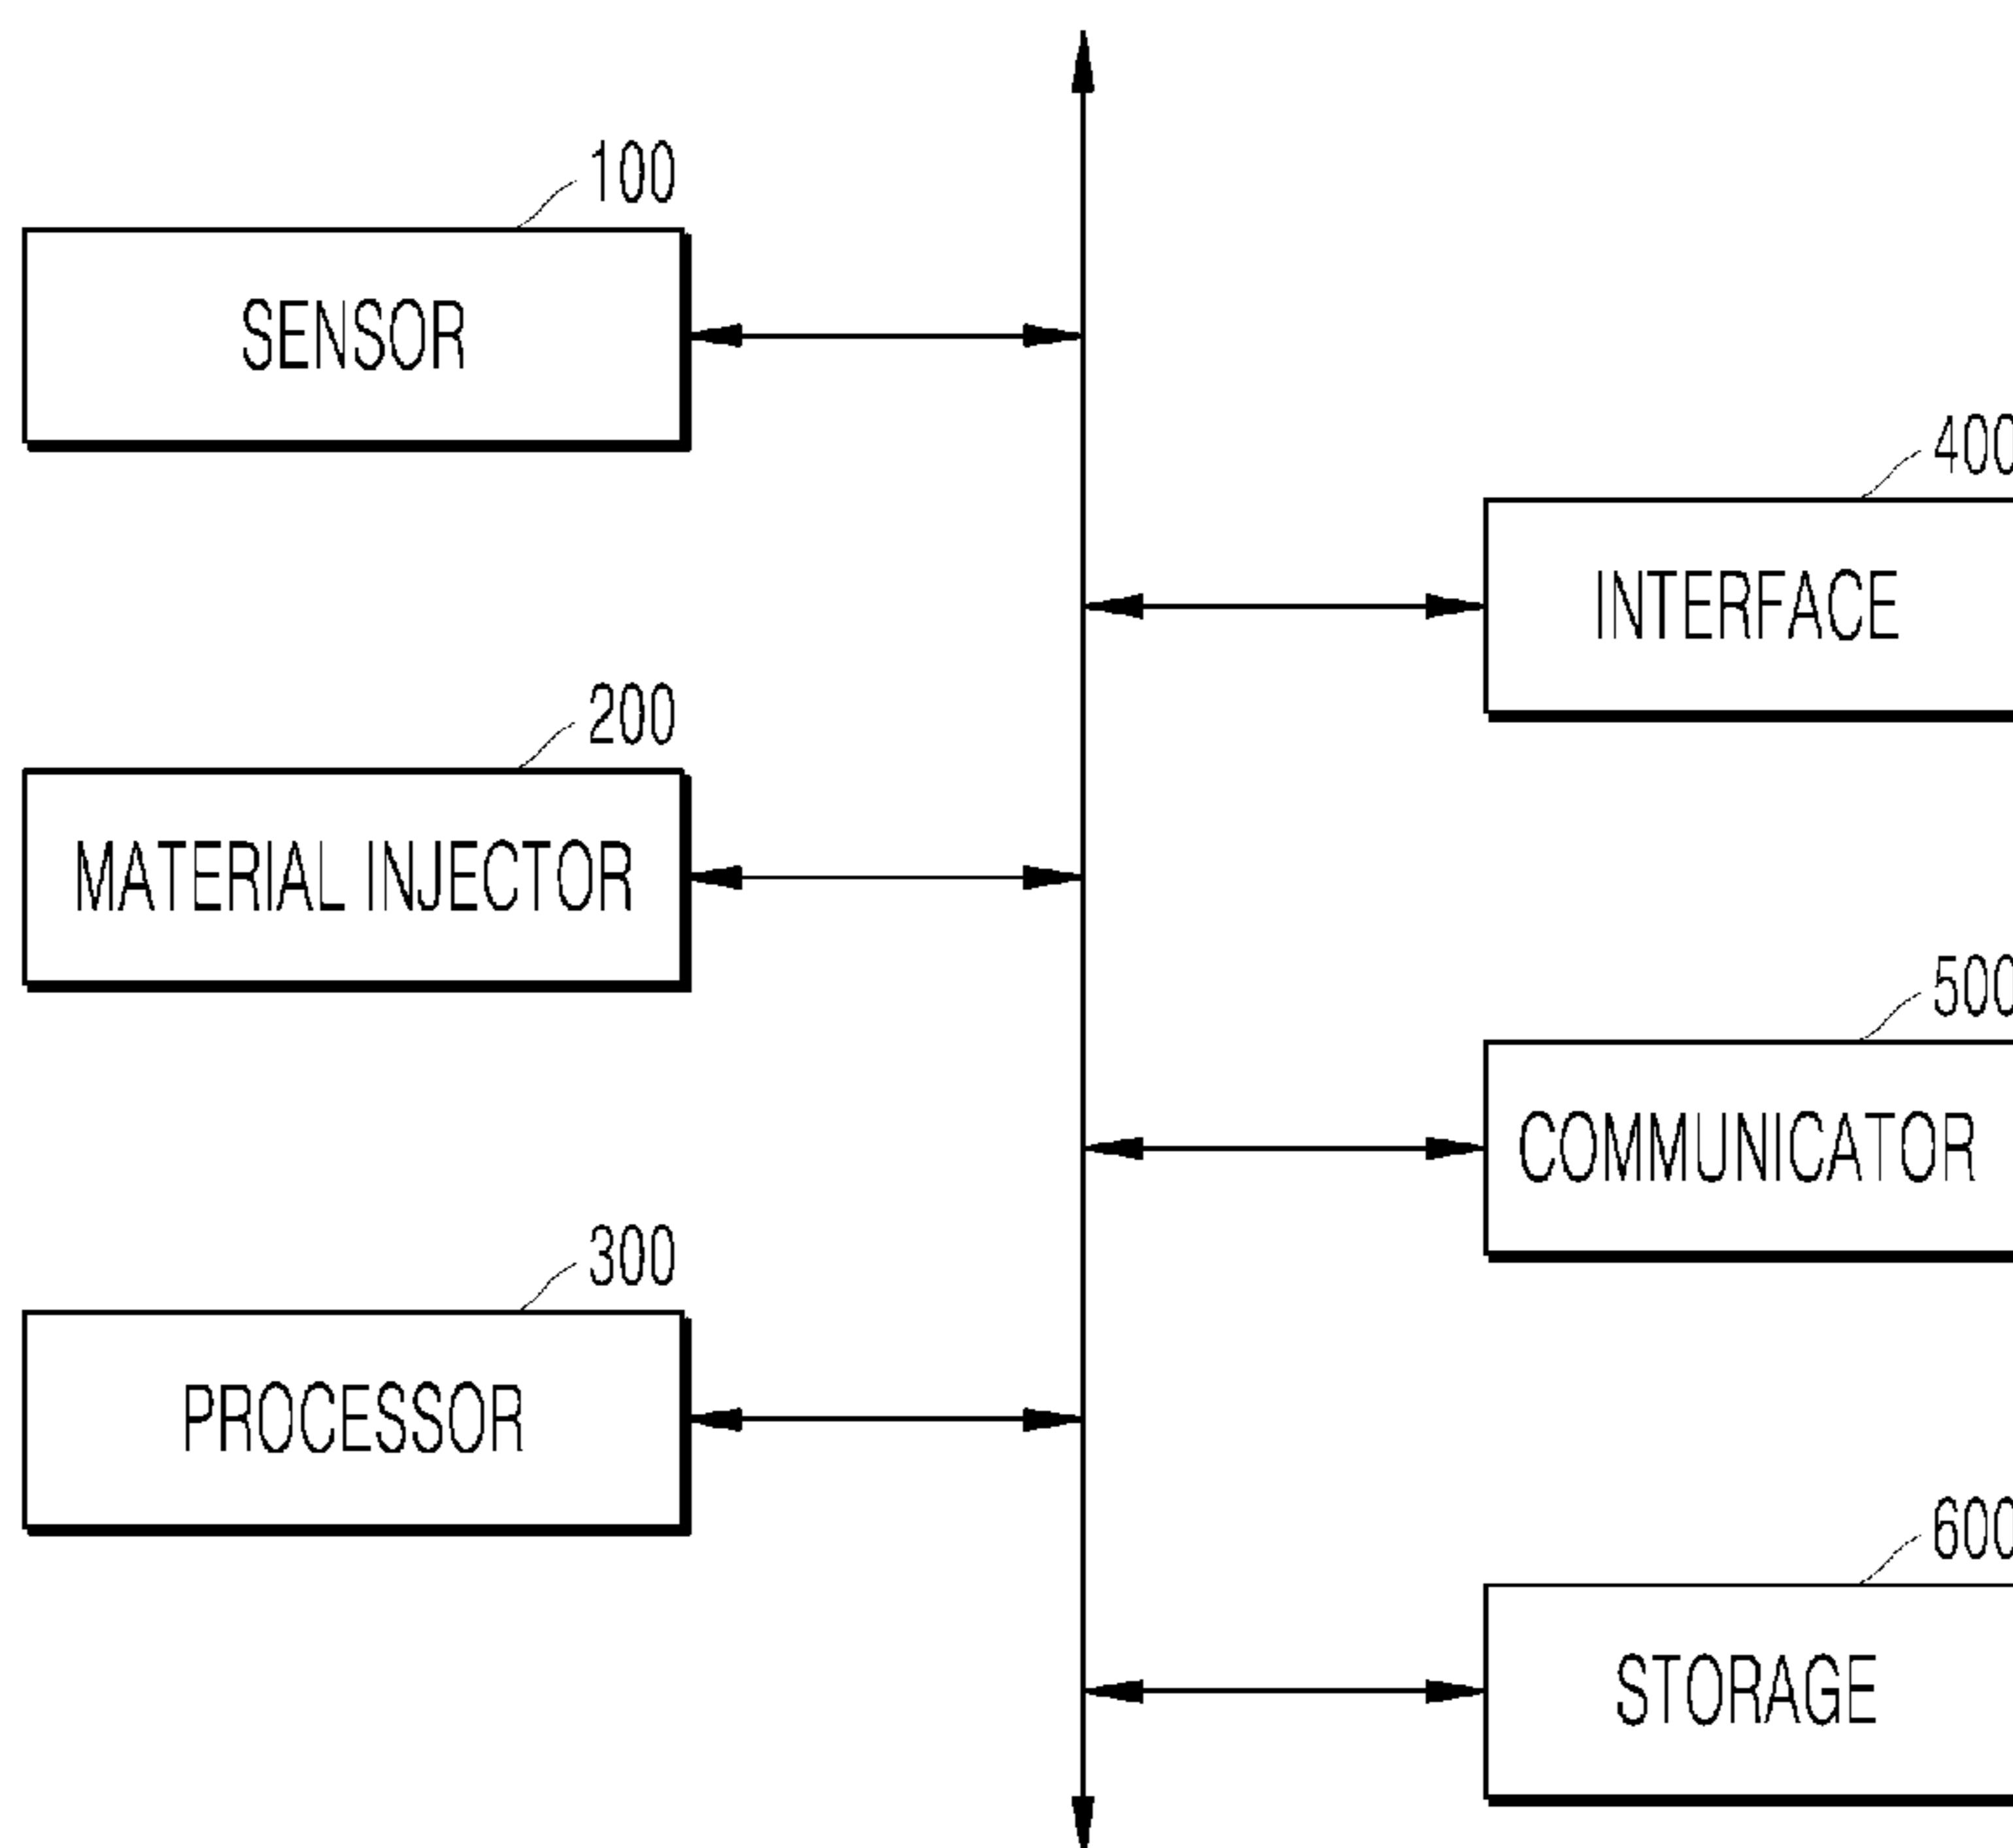 100
SENSOR
400
INTERFACE
200
MATERIAL INJECTOR
500
COMMUNICATOR
300
PROCESSOR
600
STORAGE